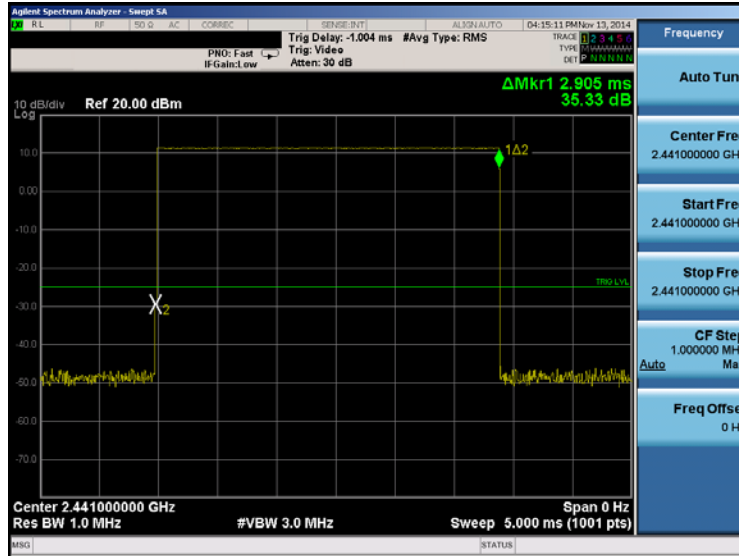 Agilent Spectrum Analyzer - Swept SA
LXI RL RF 50 Ω AC CORREC SENSE:INT ALIGN AUTO 04:15:11 PM Nov 13, 2014
Trig Delay: -1.004 ms #Avg Type: RMS TRACE 1 2 3 4 5 6
PNO: Fast Trig: Video TYPE
IFGain:Low Atten: 30 dB DET P N N N N N
ΔMkr1 2.905 ms
35.33 dB
10 dB/div Ref 20.00 dBm
Log
10.0
1Δ2
0.00
-10.0
-20.0
TRIG LVL
-30.0
2
-40.0
-50.0
-60.0
-70.0
Center 2.441000000 GHz Span 0 Hz
Res BW 1.0 MHz #VBW 3.0 MHz Sweep 5.000 ms (1001 pts)
MSG STATUS
Frequency
Auto Tun
Center Fre
2.441000000 GH
Start Fre
2.441000000 GH
Stop Fre
2.441000000 GH
CF Ste
1.000000 MH
Auto Ma
Freq Offse
0 H